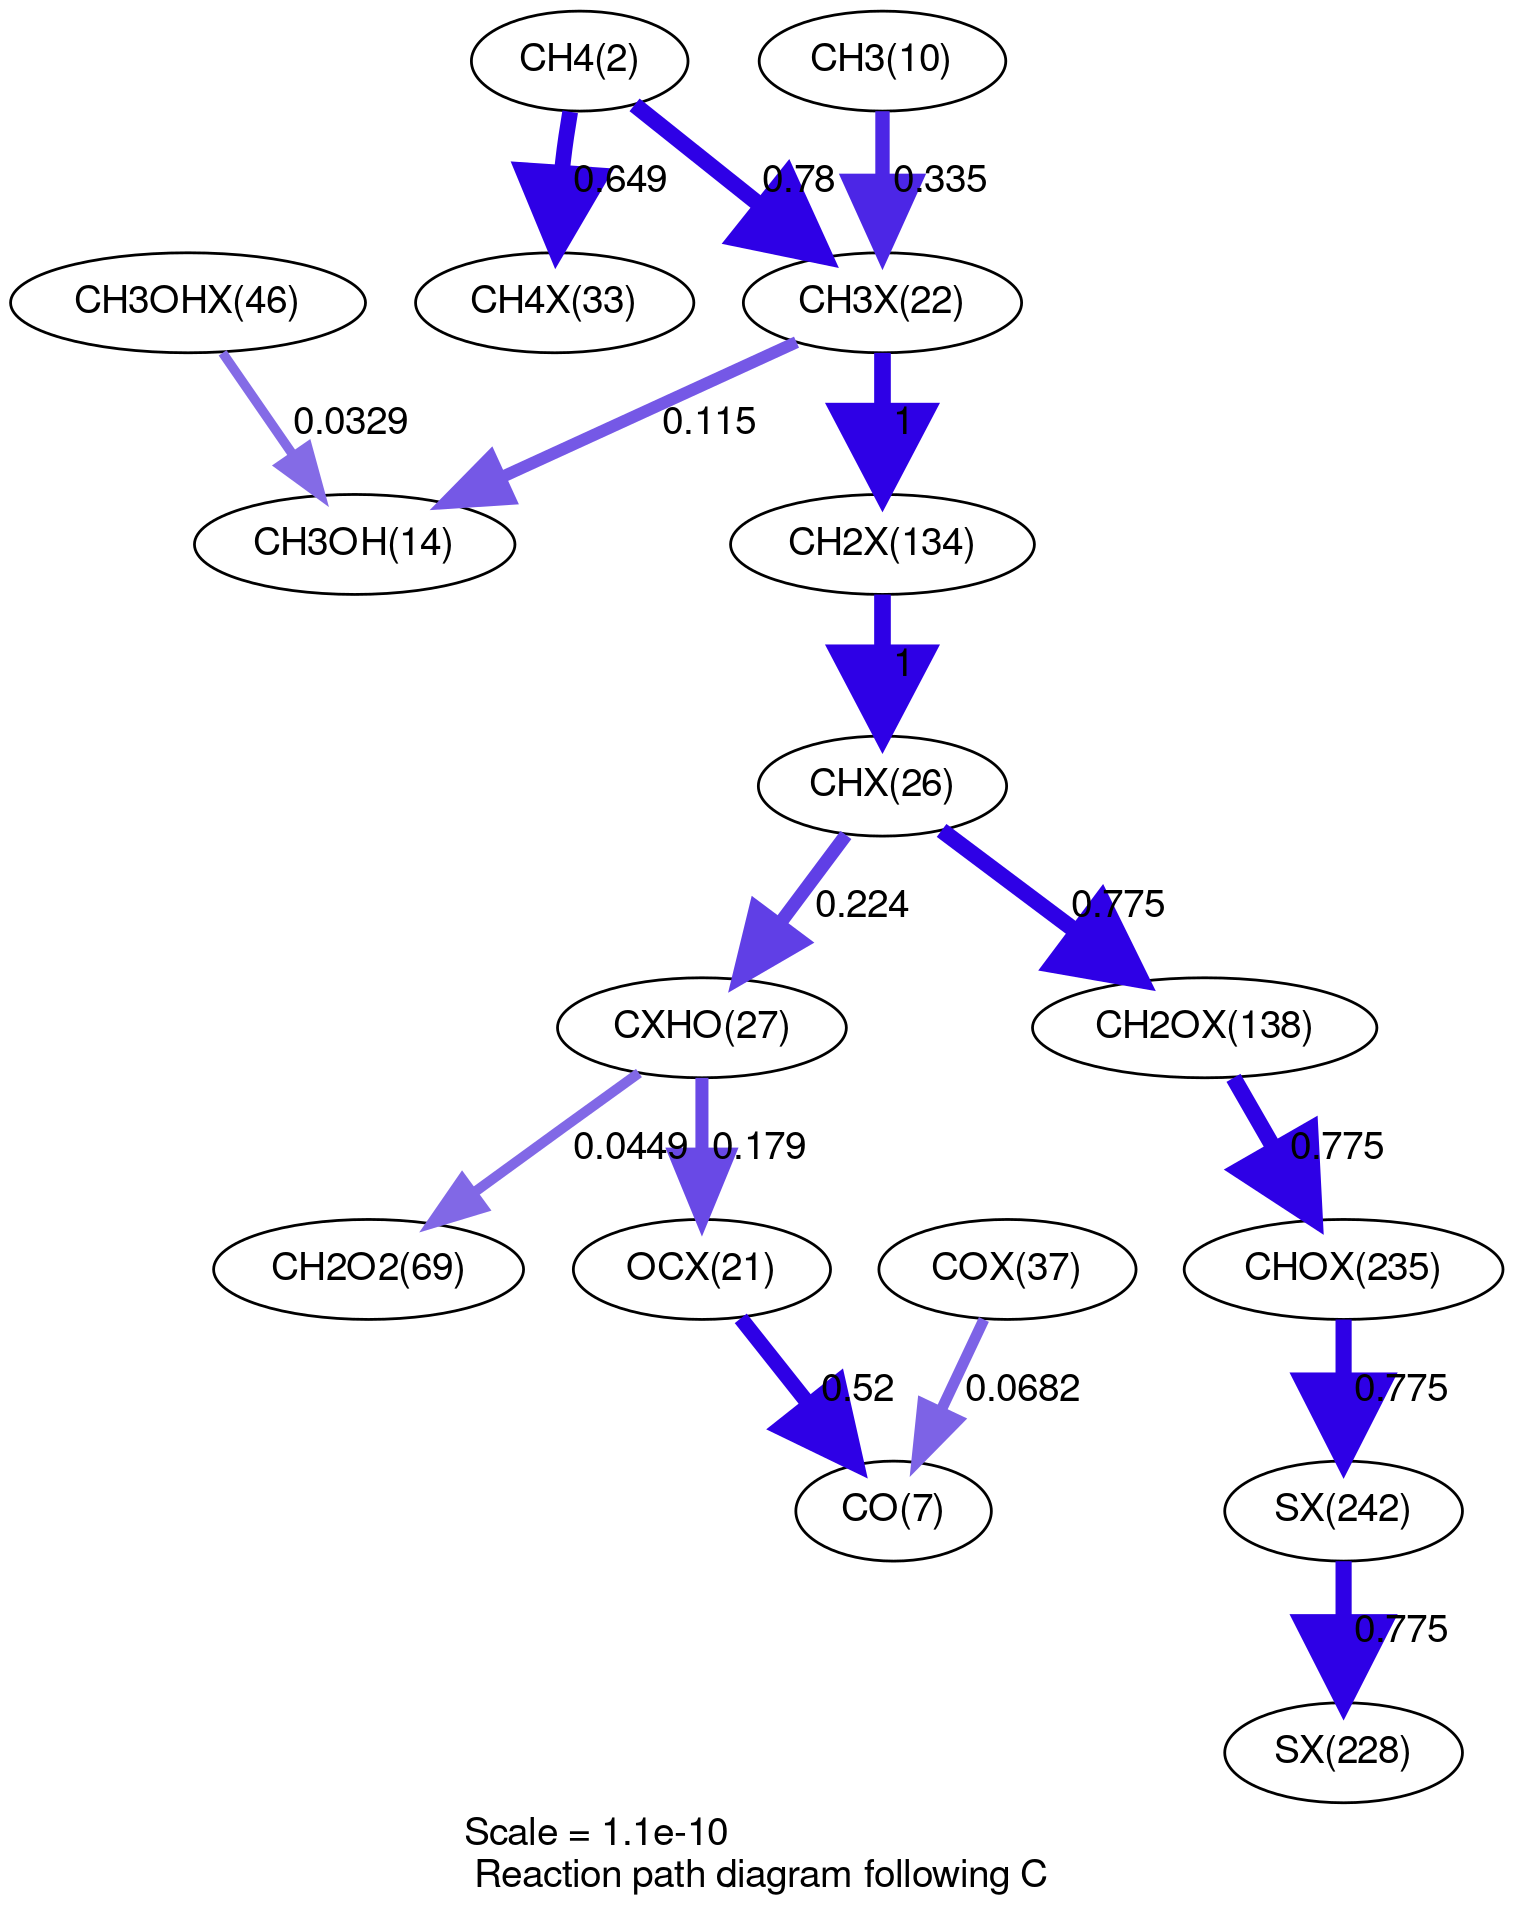 CH4(2)
CH3(10)
0.649
0.78
0.335
CH3OHX(46)
CH4X(33)
CH3X(22)
0.0329
0.115
1
CH3OH(14)
CH2X(134)
1
CHX(26)
0.224
0.775
CXHO(27)
CH2OX(138)
0.0449
0.179
0.775
CH2O2(69)
OCX(21)
COX(37)
CHOX(235)
0.52
0.0682
0.775
CO(7)
SX(242)
0.775
SX(228)
Scale = 1.1e-10
Reaction path diagram following C